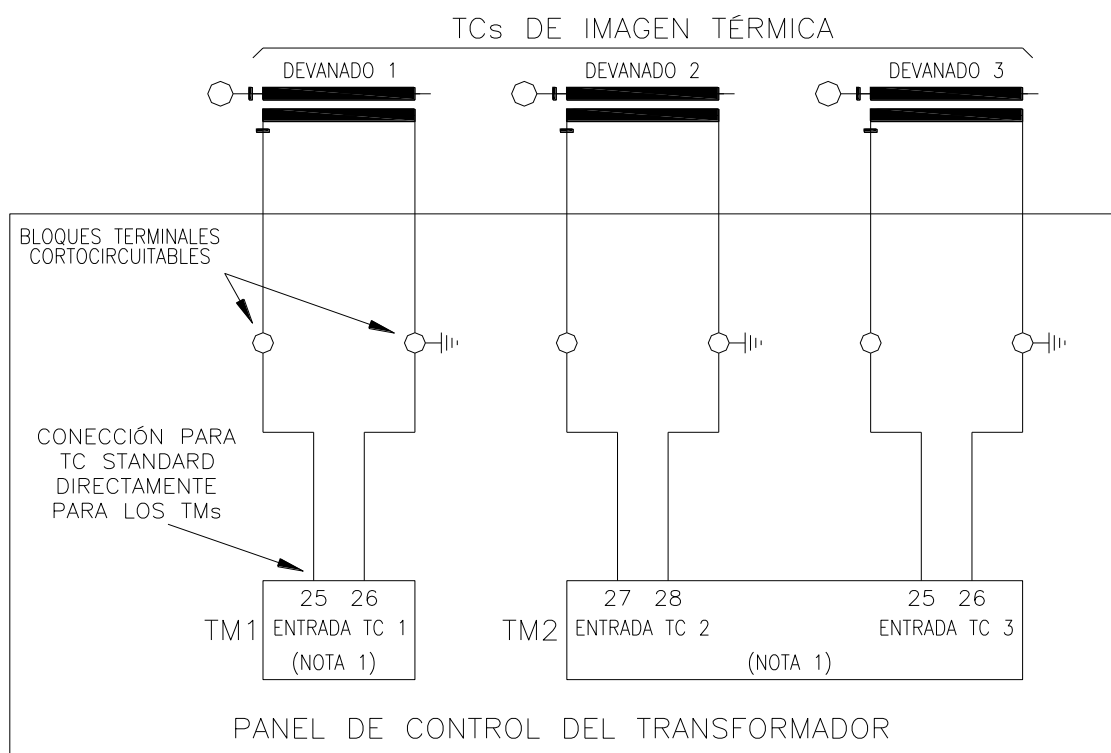 TCs DE IMAGEN TÉRMICA
DEVANADO 1
DEVANADO 2
DEVANADO 3
BLOQUES TERMINALES
CORTOCIRCUITABLES
CONECCIÓN PARA
TC STANDARD
DIRECTAMENTE
PARA LOS TMs
25 26
27 28
25 26
TM1
ENTRADA TC 1
(NOTA 1)
TM2
ENTRADA TC 2
ENTRADA TC 3
(NOTA 1)
PANEL DE CONTROL DEL TRANSFORMADOR